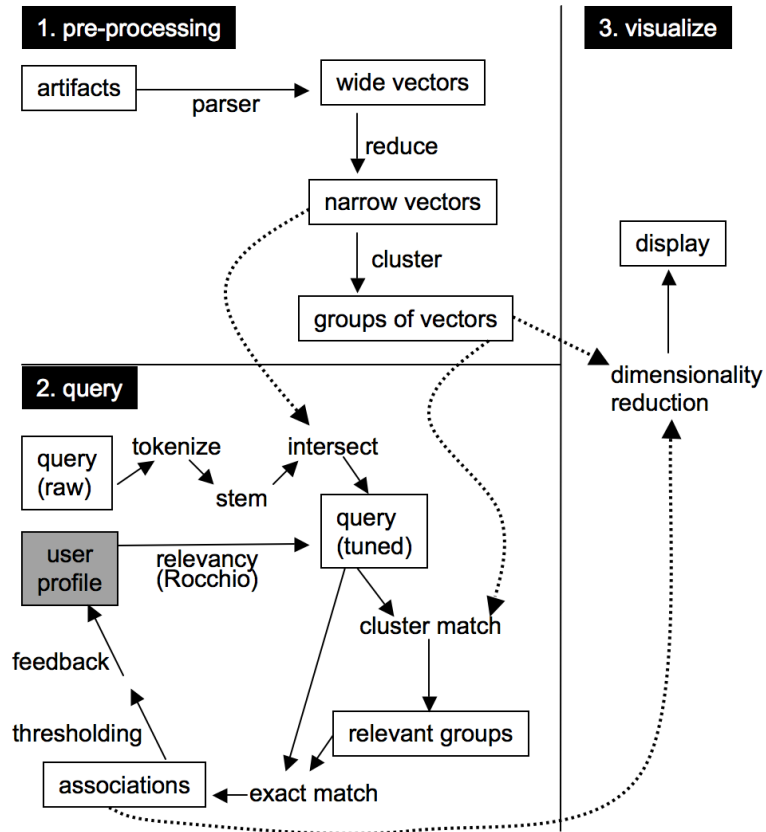 1. pre-processing
3. visualize
artifacts
parser
wide vectors
reduce
narrow vectors
cluster
groups of vectors
display
dimensionality
reduction
2. query
query
(raw)
tokenize
stem
intersect
query
(tuned)
user
profile
relevancy
(Rocchio)
cluster match
feedback
thresholding
relevant groups
associations
exact match